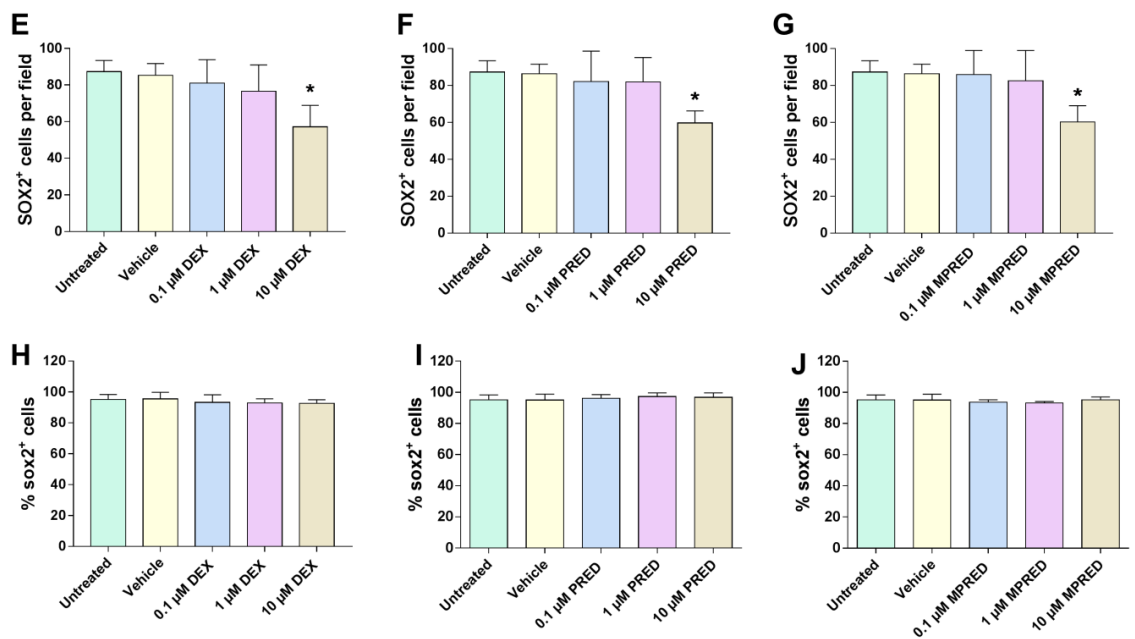 E
F
G
SOX2+ cells per field
100
80
60
40
20
0
*
Untreated
Vehicle
0.1 µM DEX
1 µM DEX
10 µM DEX
SOX2+ cells per field
100
80
60
40
20
0
*
Untreated
Vehicle
0.1 µM PRED
1 µM PRED
10 µM PRED
SOX2+ cells per field
100
80
60
40
20
0
*
Untreated
Vehicle
0.1 µM MPRED
1 µM MPRED
10 µM MPRED
H
I
J
% sox2+ cells
120
100
80
60
40
20
0
Untreated
Vehicle
0.1 µM DEX
1 µM DEX
10 µM DEX
% sox2+ cells
120
100
80
60
40
20
0
Untreated
Vehicle
0.1 µM PRED
1 µM PRED
10 µM PRED
% sox2+ cells
120
100
80
60
40
20
0
Untreated
Vehicle
0.1 µM MPRED
1 µM MPRED
10 µM MPRED